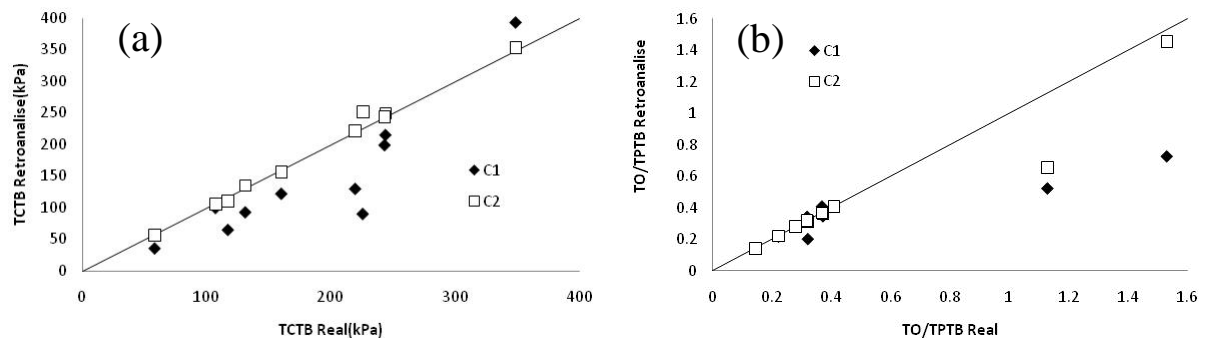 (a)
400
350
300
250
200
150
100
50
0
TCTB Retroanalise(kPa)
C1
C2
0 100 200 300 400
TCTB Real(kPa)
(b)
1.6
1.4
1.2
1
0.8
0.6
0.4
0.2
0
TO/TPTB Retroanalise
C1
C2
0 0.2 0.4 0.6 0.8 1 1.2 1.4 1.6
TO/TPTB Real